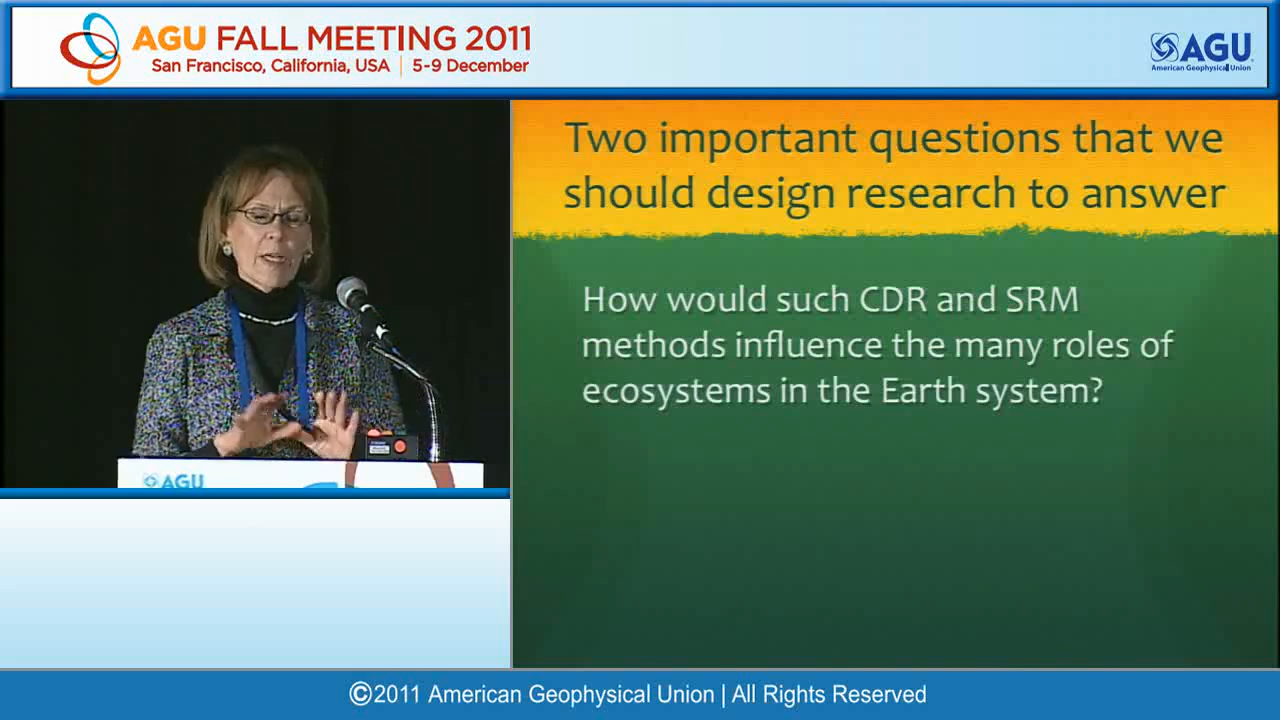 AGU FALL MEETING 2011
San Francisco, California, USA | 5-9 December
AGU
American Geophysical Union
Two important questions that we
should design research to answer
How would such CDR and SRM
methods influence the many roles of
ecosystems in the Earth system?
AGU
©2011 American Geophysical Union | All Rights Reserved